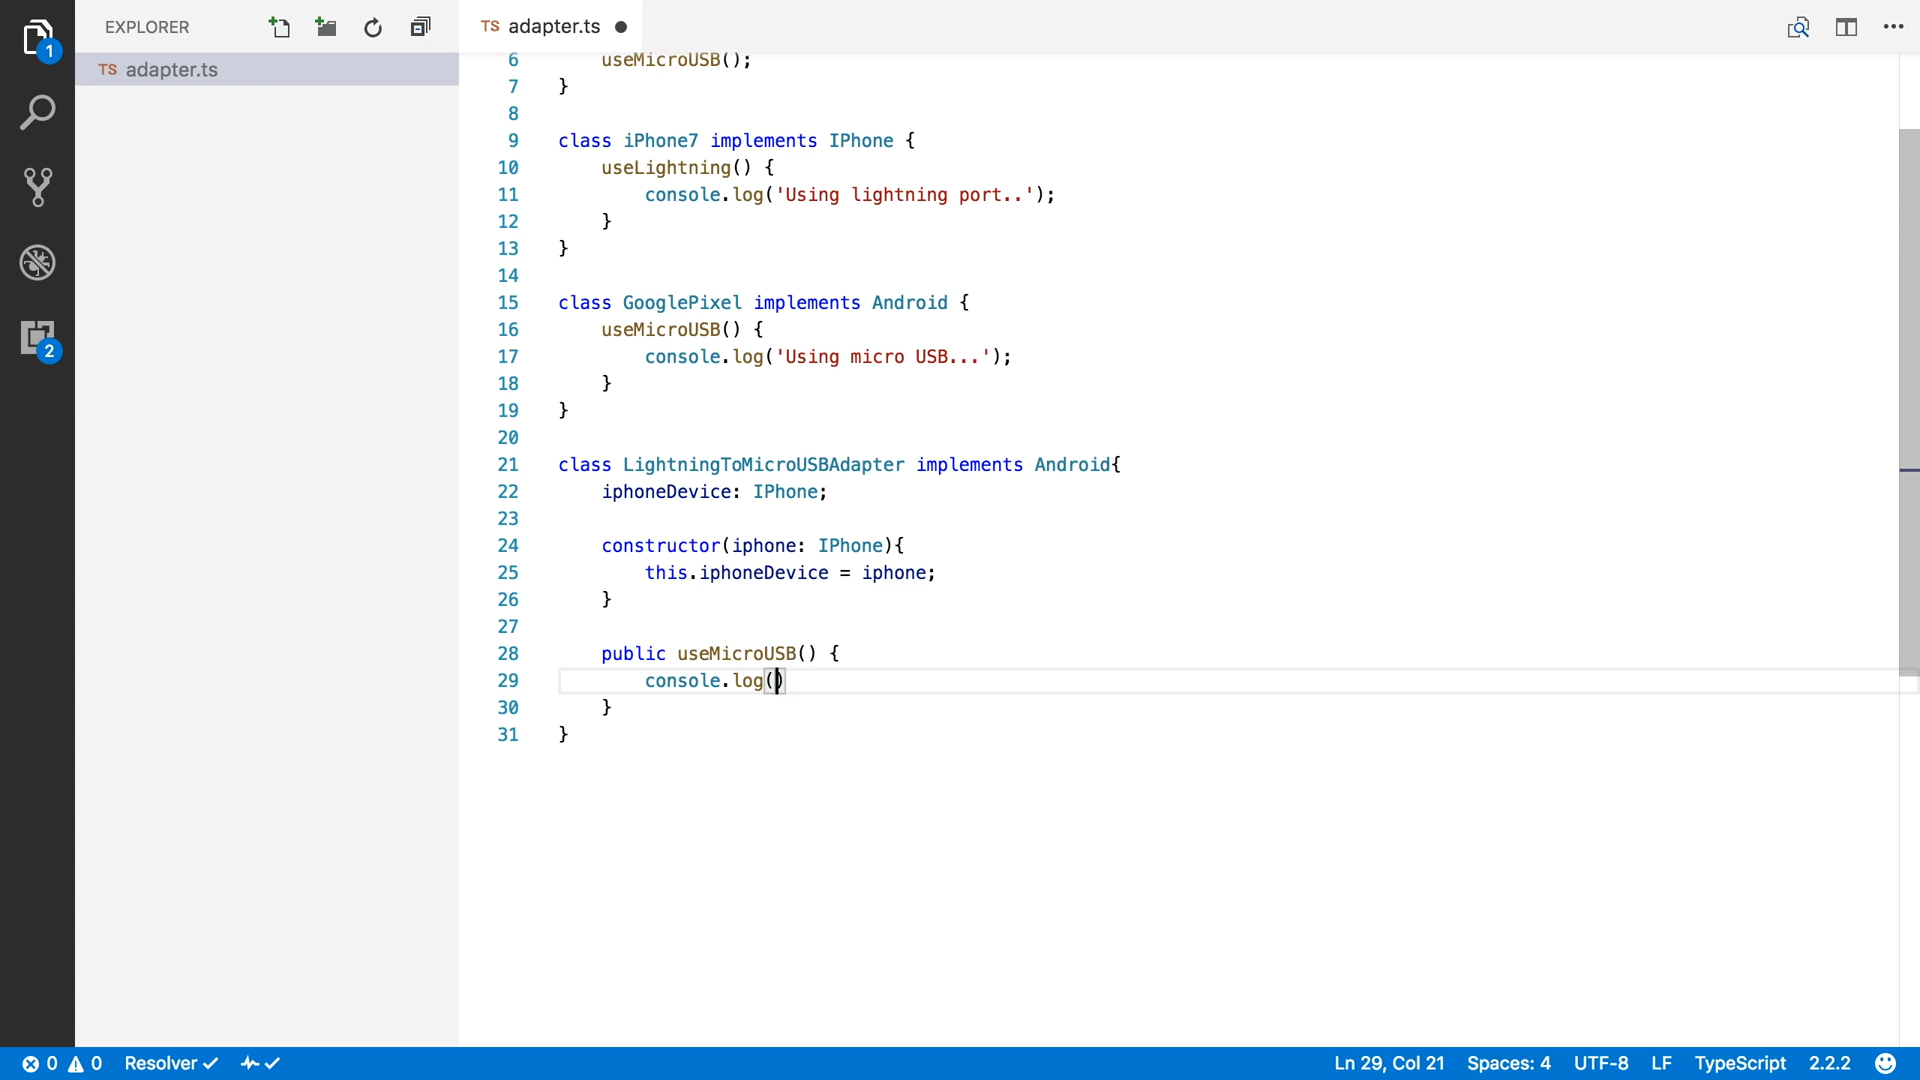 EXPLORER
TS adapter.ts
1
2
TS adapter.ts
6 useMicroUSB();
7 }
8
9 class iPhone7 implements IPhone {
10 useLightning() {
11 console.log('Using lightning port..');
12 }
13 }
14
15 class GooglePixel implements Android {
16 useMicroUSB() {
17 console.log('Using micro USB...');
18 }
19 }
20
21 class LightningToMicroUSBAdapter implements Android{
22 iphoneDevice: IPhone;
23
24 constructor(iphone: IPhone){
25 this.iphoneDevice = iphone;
26 }
27
28 public useMicroUSB() {
29 console.log()
30 }
31 }
0 0 Resolver Ln 29, Col 21 Spaces: 4 UTF-8 LF TypeScript 2.2.2